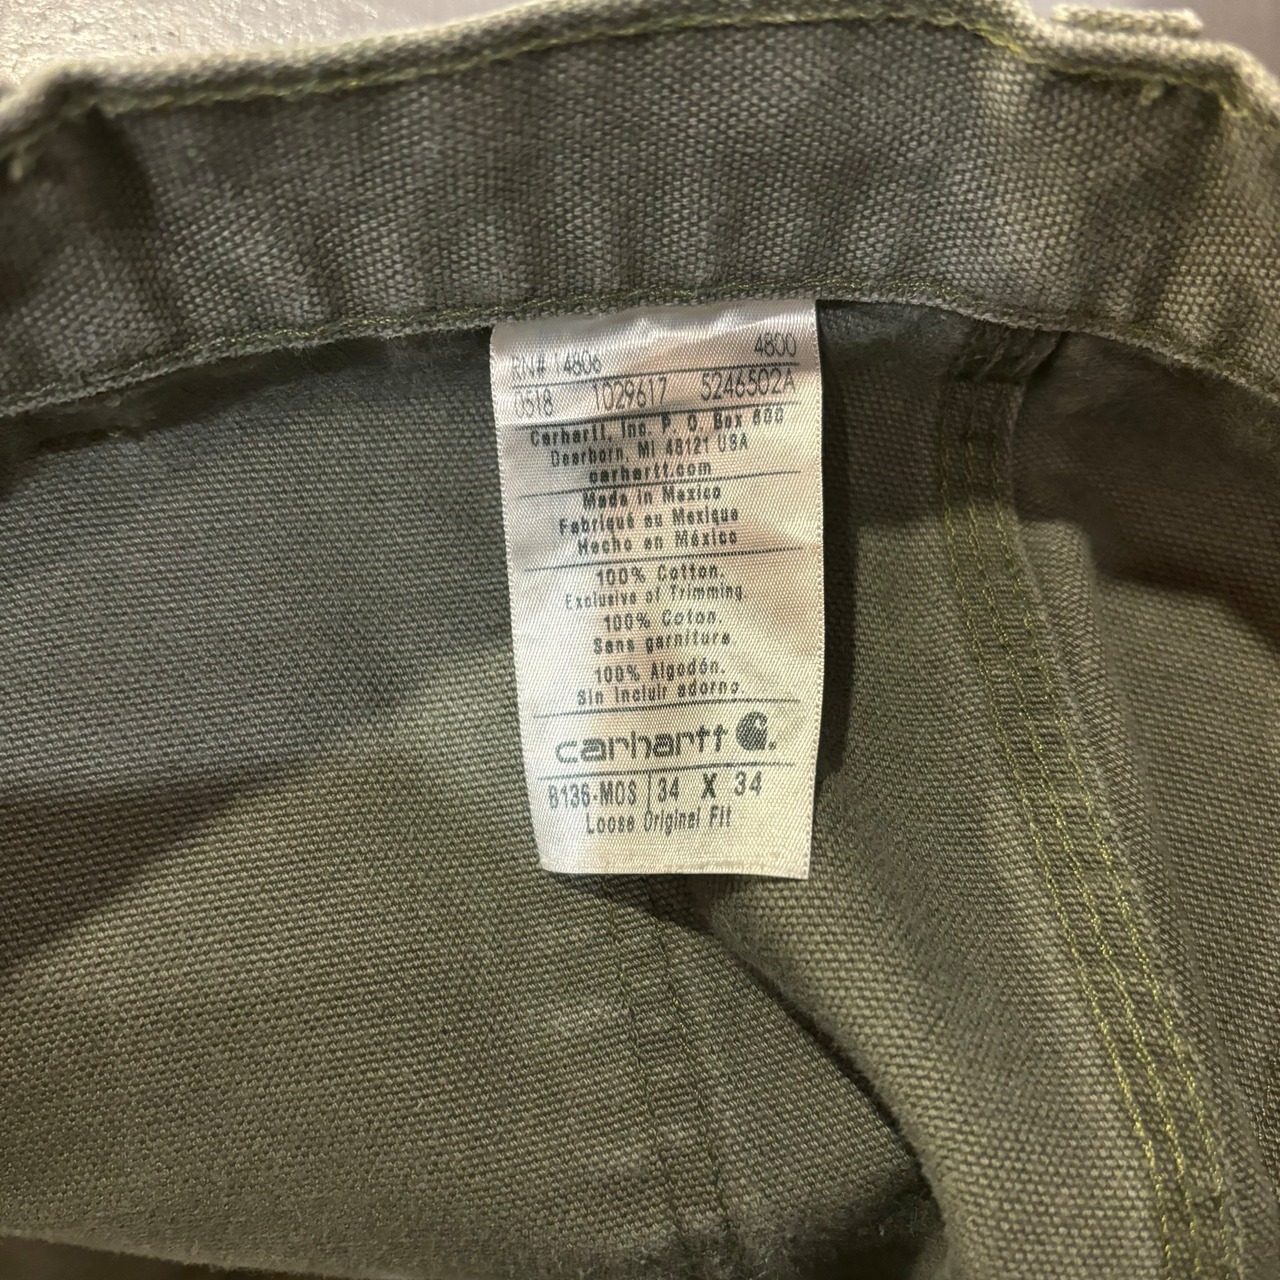 RN# 14806 4800
0518 1029617 5246502A
Carhartt, Inc. P. O. Box 600
Dearborn, MI 48121 USA
carhartt.com
Made in Mexico
Fabriqué au Mexique
Hecho en México
100% Cotton.
Exclusive of Trimming.
100% Coton.
Sans garniture.
100% Algodón.
Sin incluir adorno.
carhartt
B136-MOS 34 X 34
Loose Original Fit